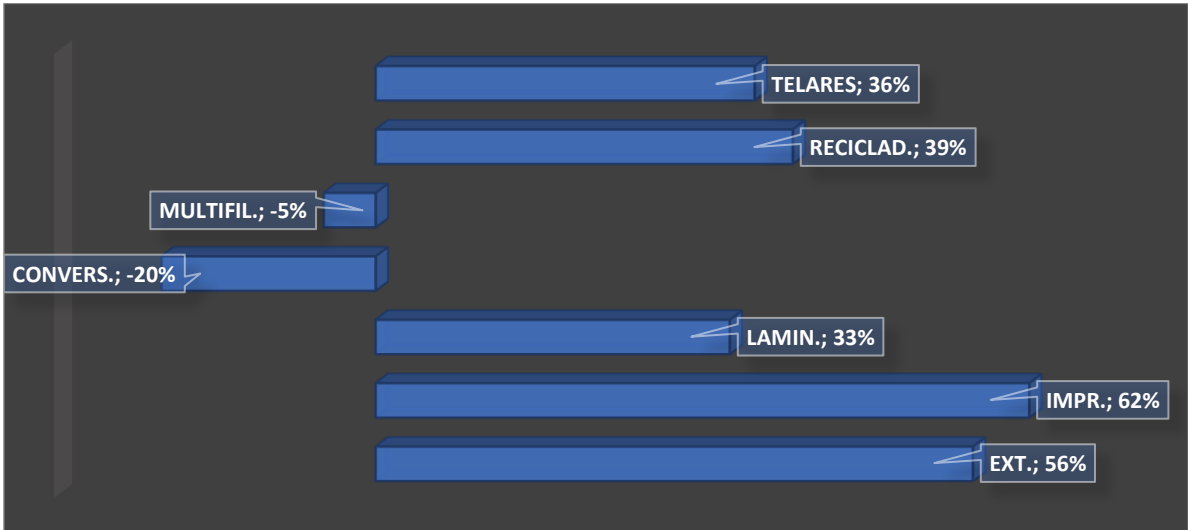 TELARES; 36%
RECICLAD.; 39%
MULTIFIL.; -5%
CONVERS.; -20%
LAMIN.; 33%
IMPR.; 62%
EXT.; 56%